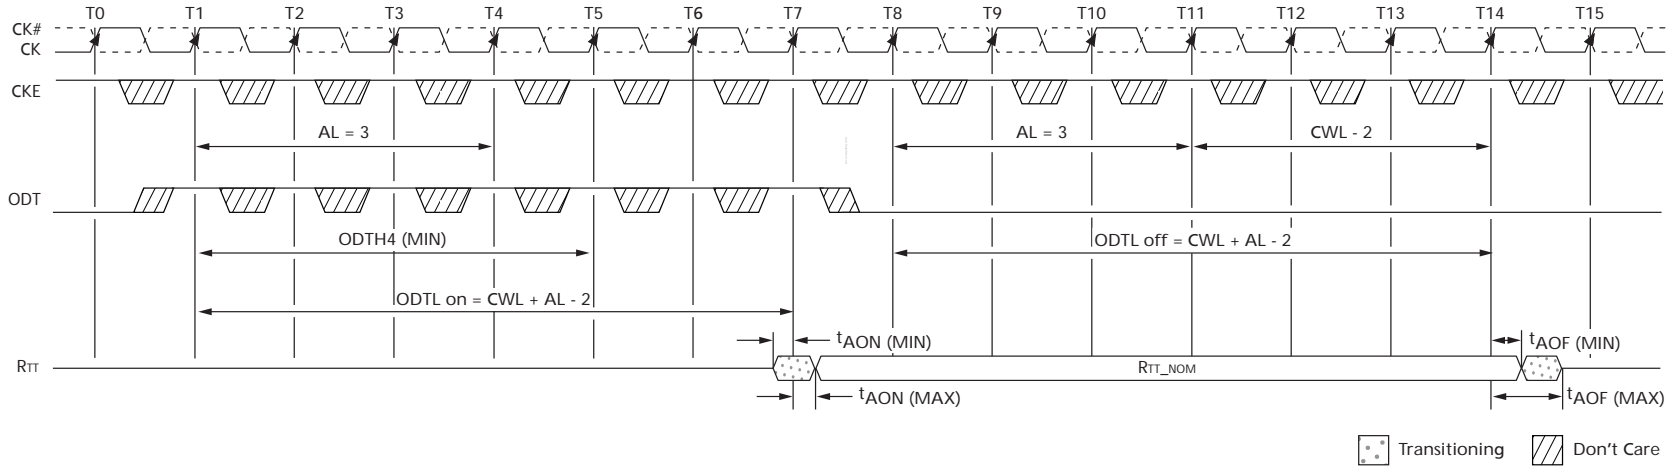 T0 T1 T2 T3 T4 T5 T6 T7 T8 T9 T10 T11 T12 T13 T14 T15
CK#
CK
CKE
AL = 3 AL = 3 CWL - 2
ODT
ODTH4 (MIN) ODTL off = CWL + AL - 2
ODTL on = CWL + AL - 2
tAON (MIN) tAOF (MIN)
RTT RTT_NOM
tAON (MAX) tAOF (MAX)
Transitioning Don't Care